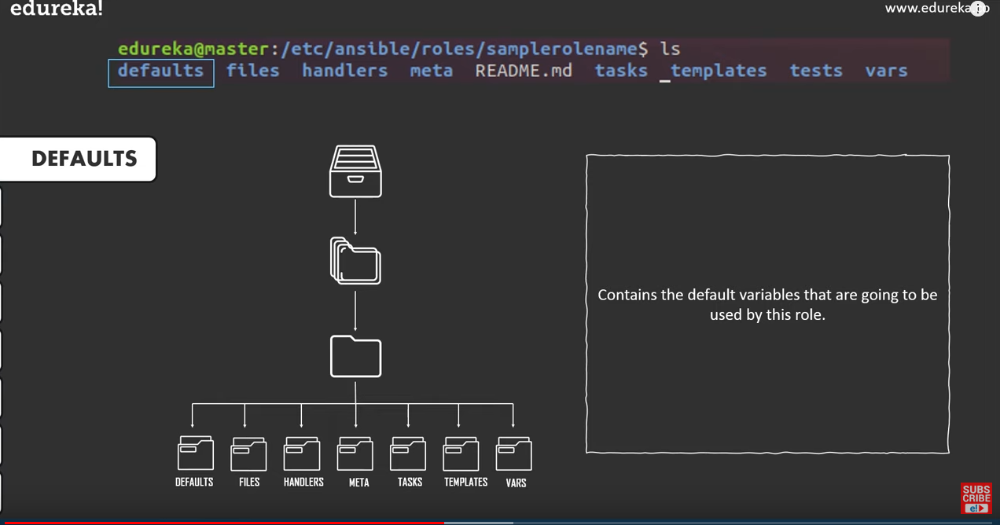 edureka!
www.edureka
edureka@master:/etc/ansible/roles/samplerolename$ ls
defaults files handlers meta README.md tasks templates tests vars
DEFAULTS
Contains the default variables that are going to be
used by this role.
DEFAULTS FILES HANDLERS META TASKS TEMPLATES VARS
SUBS
CRIBE
e!